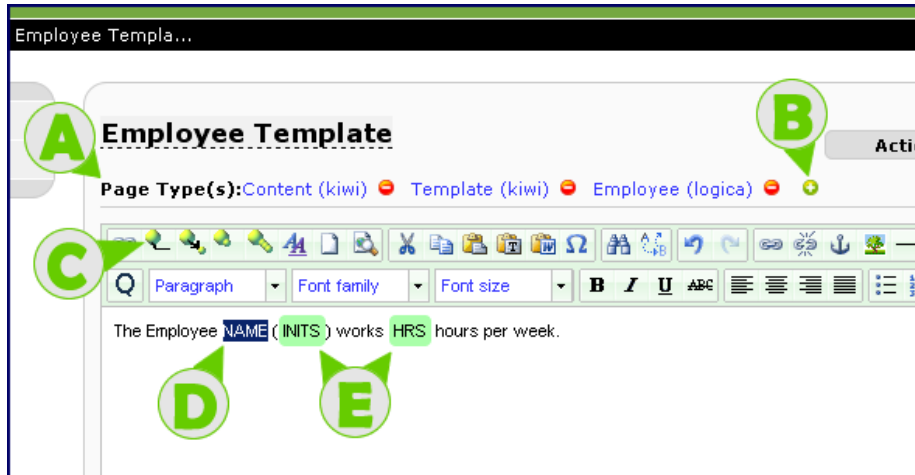 Employee Templa...
A
B
Employee Template
Actio
Page Type(s):Content (kiwi) Template (kiwi) Employee (logica)
C
Q Paragraph Font family Font size B I U ABC
The Employee NAME ( INITS ) works HRS hours per week.
D
E